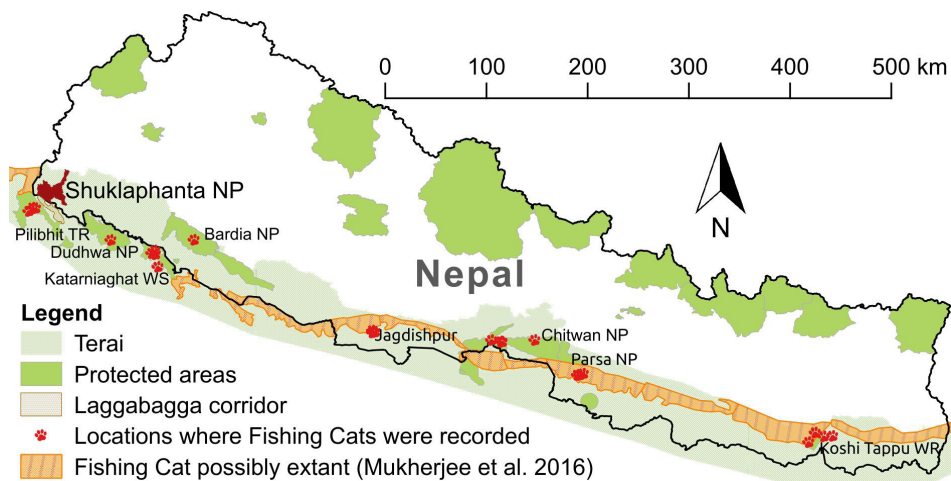 0 100 200 300 400 500 km
N
Shuklaphanta NP
Pilibhit TR
Bardia NP
Dudhwa NP
Katarniaghat WS
Nepal
Jagdishpur
Chitwan NP
Parsa NP
Koshi Tappu WR
Legend
Terai
Protected areas
Laggabagga corridor
Locations where Fishing Cats were recorded
Fishing Cat possibly extant (Mukherjee et al. 2016)